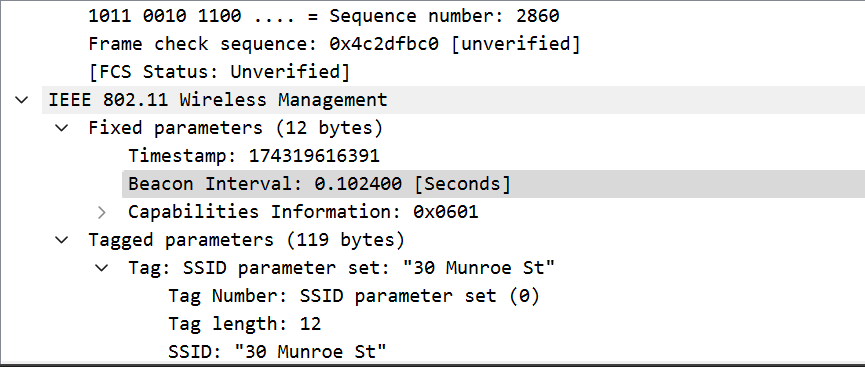 1011 0010 1100 .... = Sequence number: 2860
Frame check sequence: 0x4c2dfbc0 [unverified]
[FCS Status: Unverified]
IEEE 802.11 Wireless Management
Fixed parameters (12 bytes)
Timestamp: 174319616391
Beacon Interval: 0.102400 [Seconds]
Capabilities Information: 0x0601
Tagged parameters (119 bytes)
Tag: SSID parameter set: "30 Munroe St"
Tag Number: SSID parameter set (0)
Tag length: 12
SSID: "30 Munroe St"